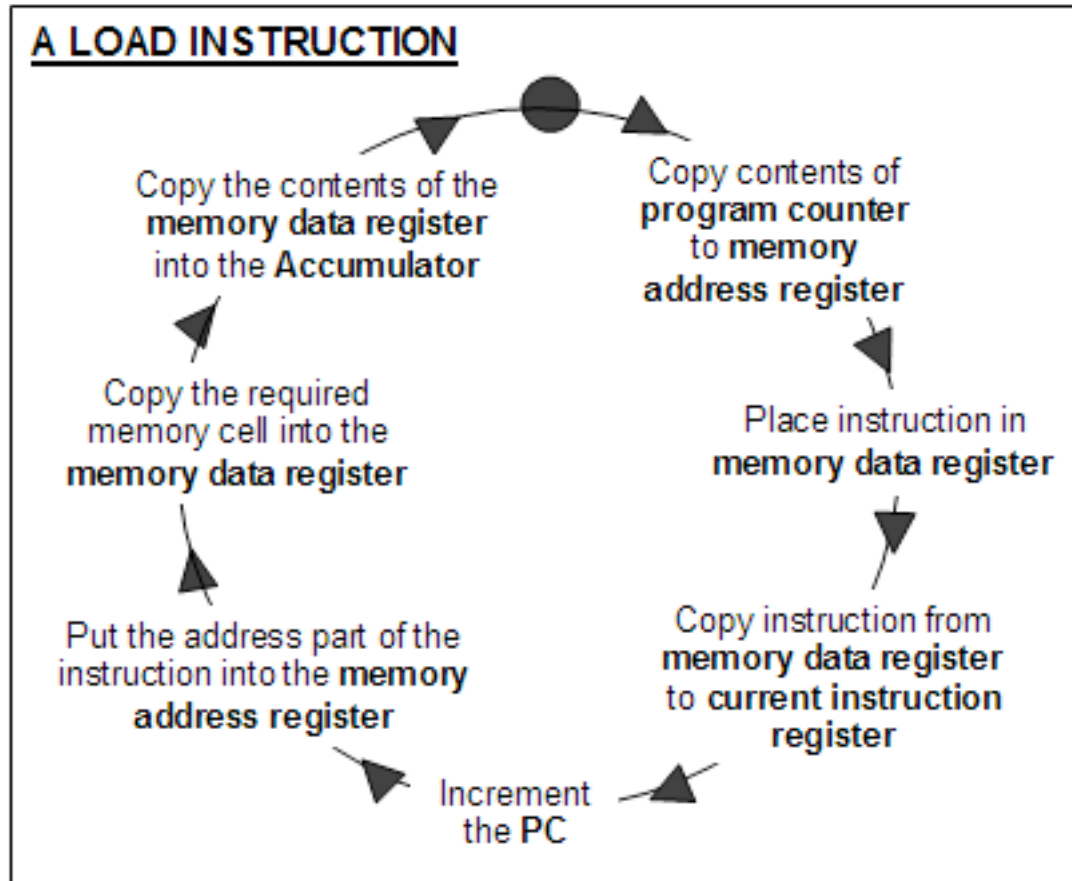 A LOAD INSTRUCTION
Copy contents of
program counter
to memory
address register
Place instruction in
memory data register
Copy instruction from
memory data register
to current instruction
register
Increment
the PC
Put the address part of the
instruction into the memory
address register
Copy the required
memory cell into the
memory data register
Copy the contents of the
memory data register
into the Accumulator